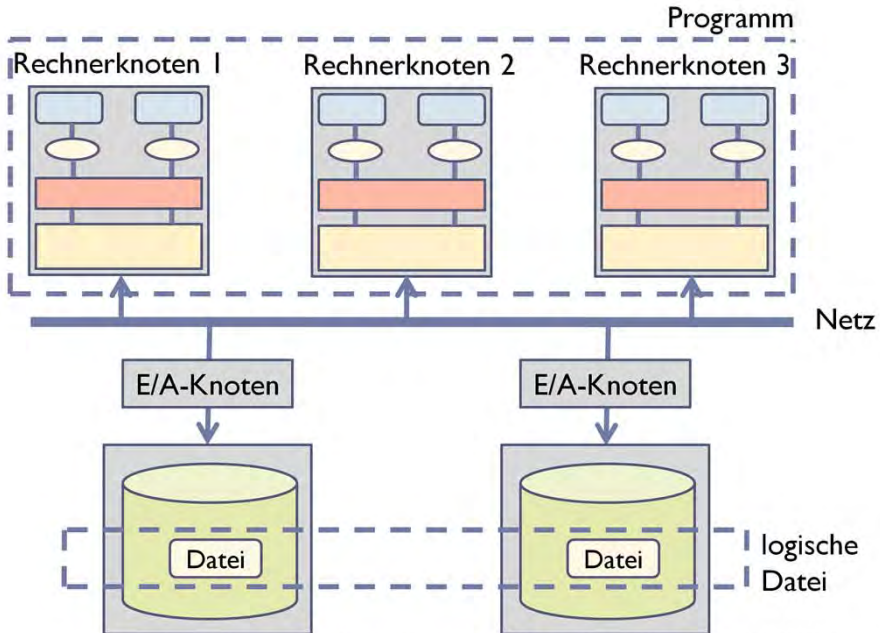 Programm
Rechnerknoten 1
Rechnerknoten 2
Rechnerknoten 3
Netz
E/A-Knoten
E/A-Knoten
Datei
Datei
logische
Datei